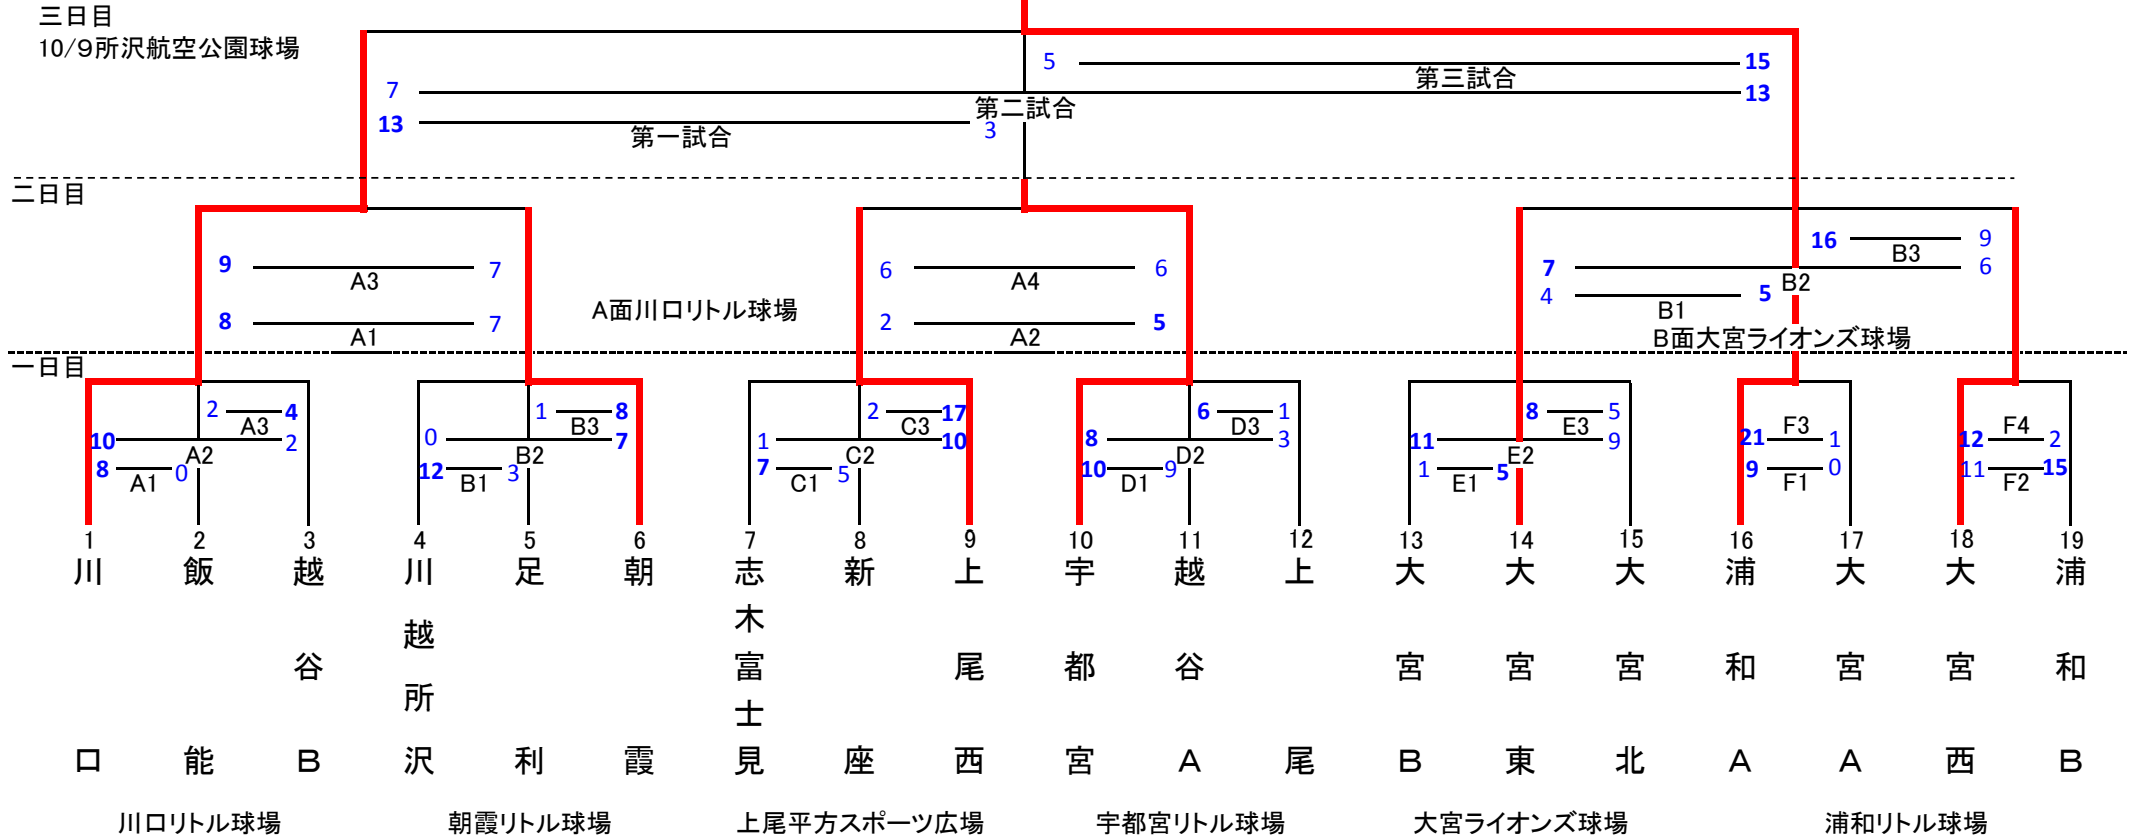 三日目
10/9所沢航空公園球場
5 15
第三試合
7 13
第二試合
13 3
第一試合
二日目
16 9
B3
9 7
A3
6 6
A4
7 6
B2
4 5
B1
A面川口リトル球場
8 7
A1
2 5
A2
B面大宮ライオンズ球場
一日目
2 4 1 8 2 17 6 1 8 5
A3 B3 C3 D3 E3
10 2 0 7 1 10 8 3 11 9 21 1 12 2
A2 B2 C2 D2 E2 F3 F4
8 0 12 3 7 5 10 9 1 5 9 0 11 15
A1 B1 C1 D1 E1 F1 F2
1 2 3 4 5 6 7 8 9 10 11 12 13 14 15 16 17 18 19
川口
飯能
越谷B
川越所沢
足利
朝霞
志木富士見
新座
上尾西
宇都宮
越谷A
上尾
大宮B
大宮東
大宮北
浦和A
大宮A
大宮西
浦和B
川口リトル球場 朝霞リトル球場 上尾平方スポーツ広場 宇都宮リトル球場 大宮ライオンズ球場 浦和リトル球場